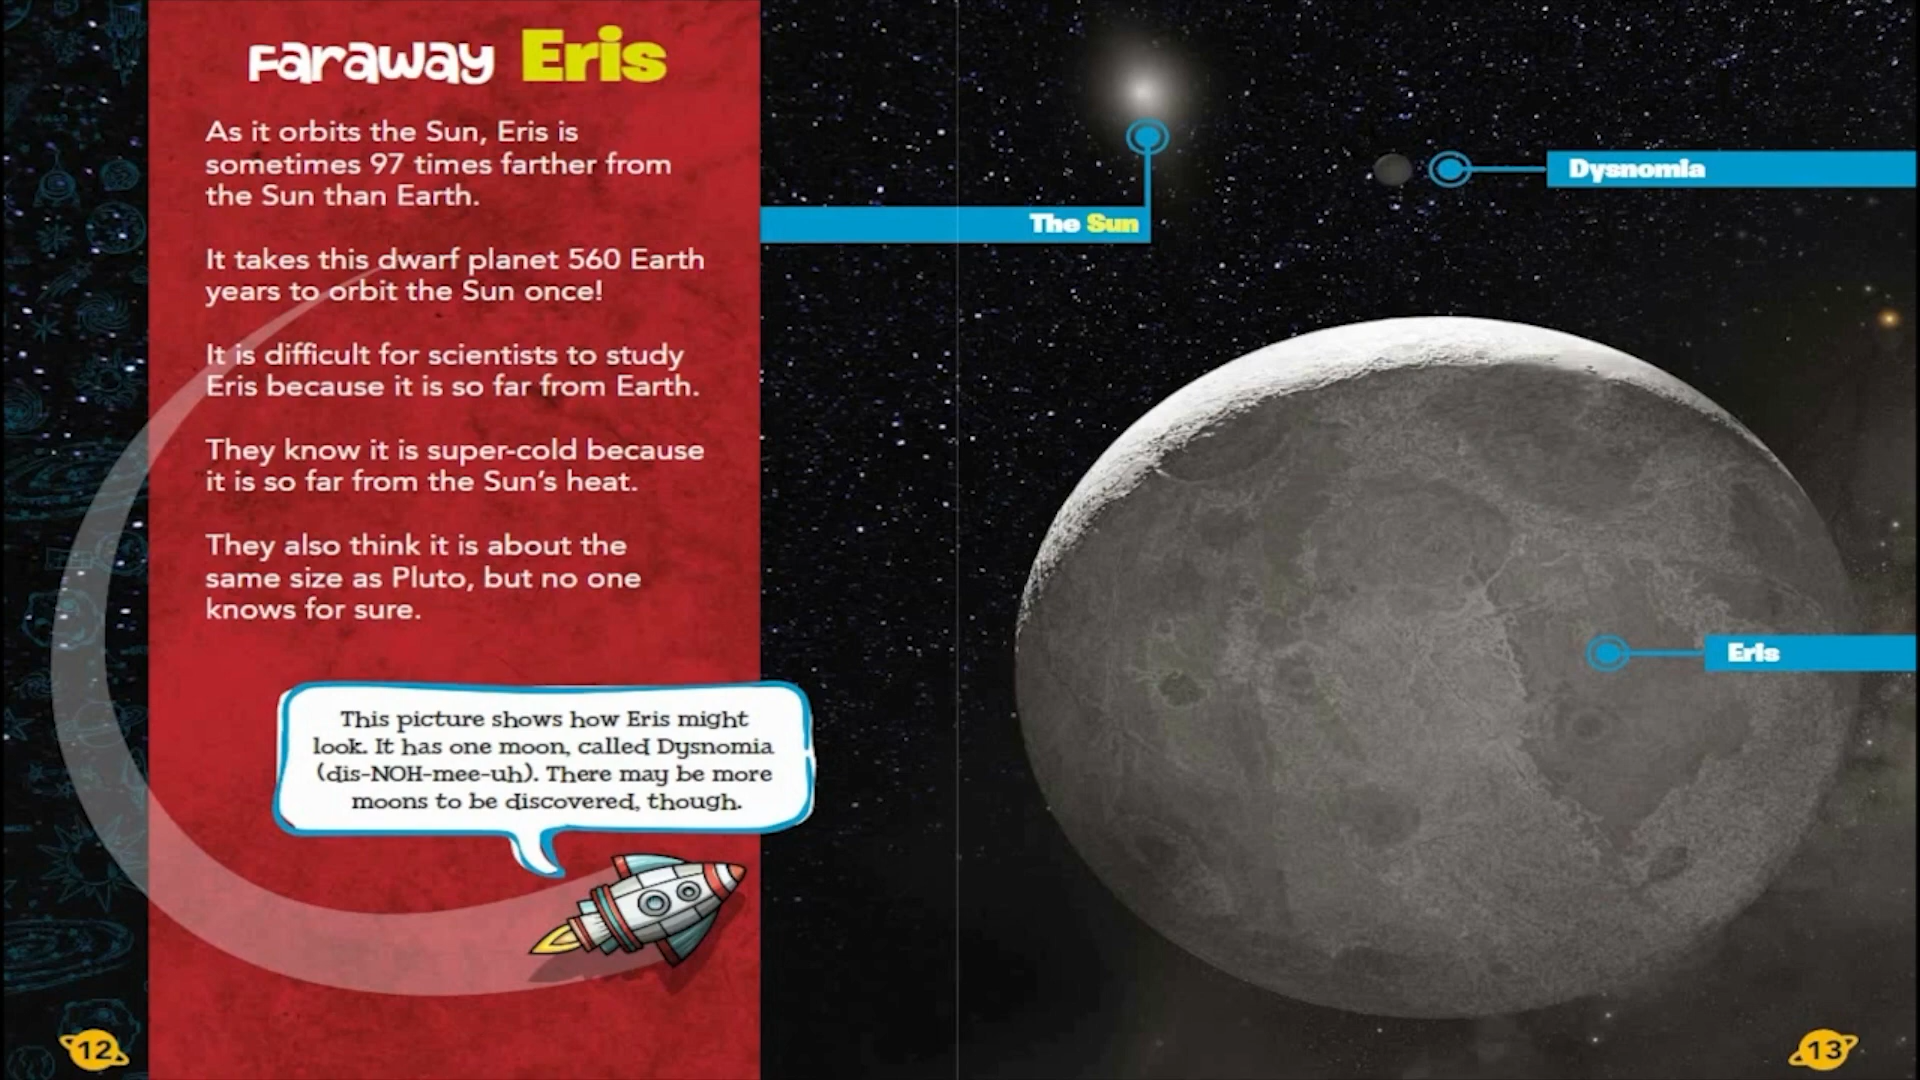 Faraway Eris
As it orbits the Sun, Eris is
sometimes 97 times farther from
the Sun than Earth.
It takes this dwarf planet 560 Earth
years to orbit the Sun once!
It is difficult for scientists to study
Eris because it is so far from Earth.
They know it is super-cold because
it is so far from the Sun's heat.
They also think it is about the
same size as Pluto, but no one
knows for sure.
This picture shows how Eris might
look. It has one moon, called Dysnomia
(dis-NOH-mee-uh). There may be more
moons to be discovered, though.
12
The Sun
Dysnomia
Eris
13